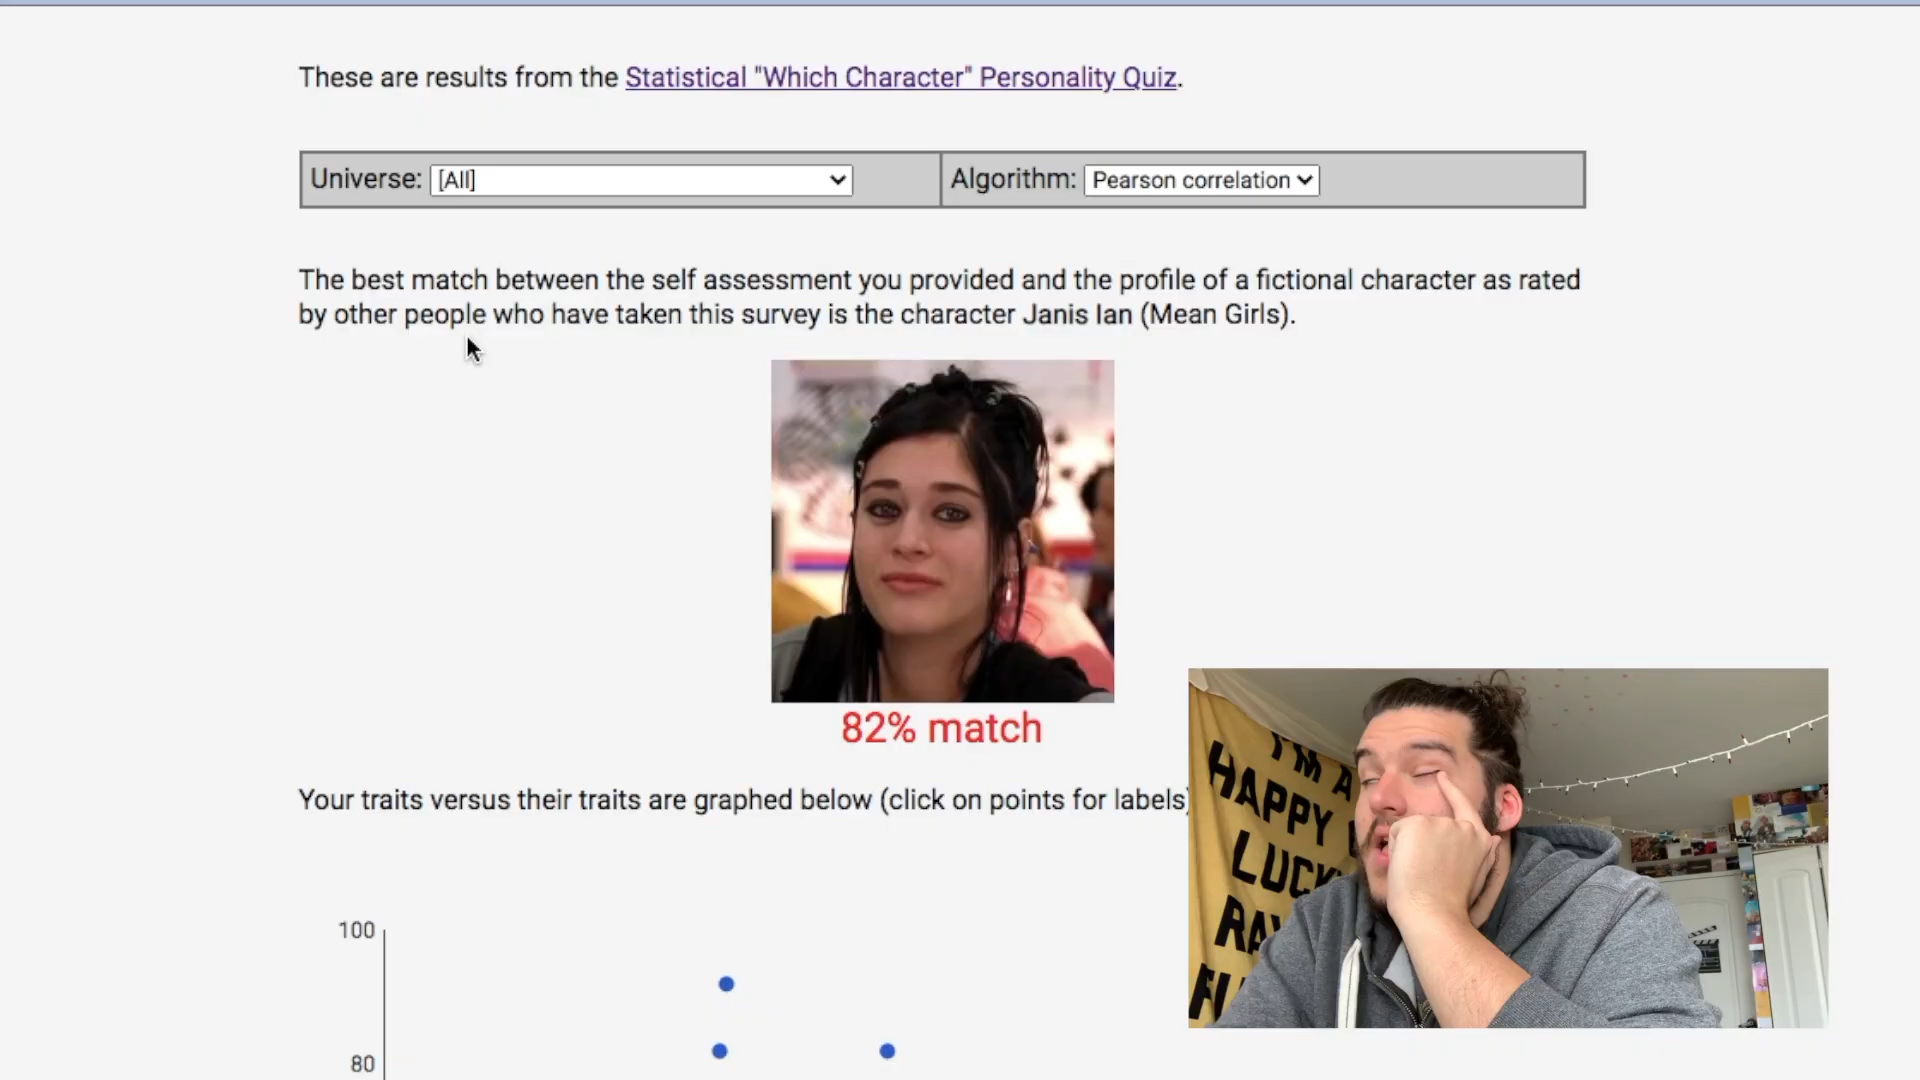 These are results from the Statistical "Which Character" Personality Quiz.
Universe: [All] Algorithm: Pearson correlation
The best match between the self assessment you provided and the profile of a fictional character as rated
by other people who have taken this survey is the character Janis Ian (Mean Girls).
82% match
Your traits versus their traits are graphed below (click on points for labels)
I'M A
HAPPY
LUCKY
100
80